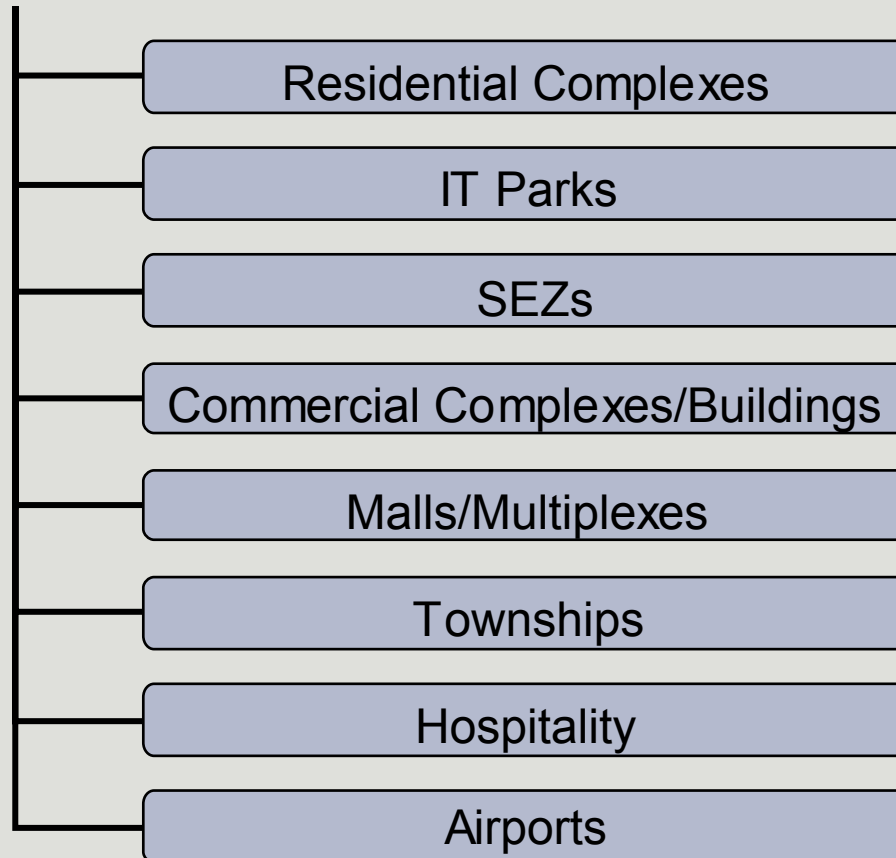 Residential Complexes
IT Parks
SEZs
Commercial Complexes/Buildings
Malls/Multiplexes
Townships
Hospitality
Airports